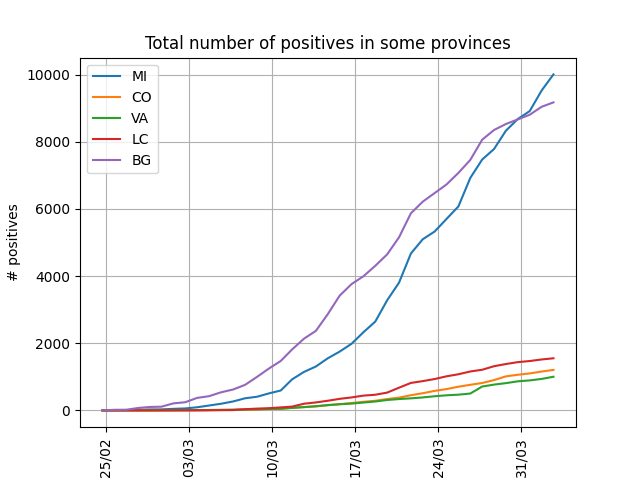 Total number of positives in some provinces
# positives
10000
8000
6000
4000
2000
0
MI
CO
VA
LC
BG
25/02
03/03
10/03
17/03
24/03
31/03